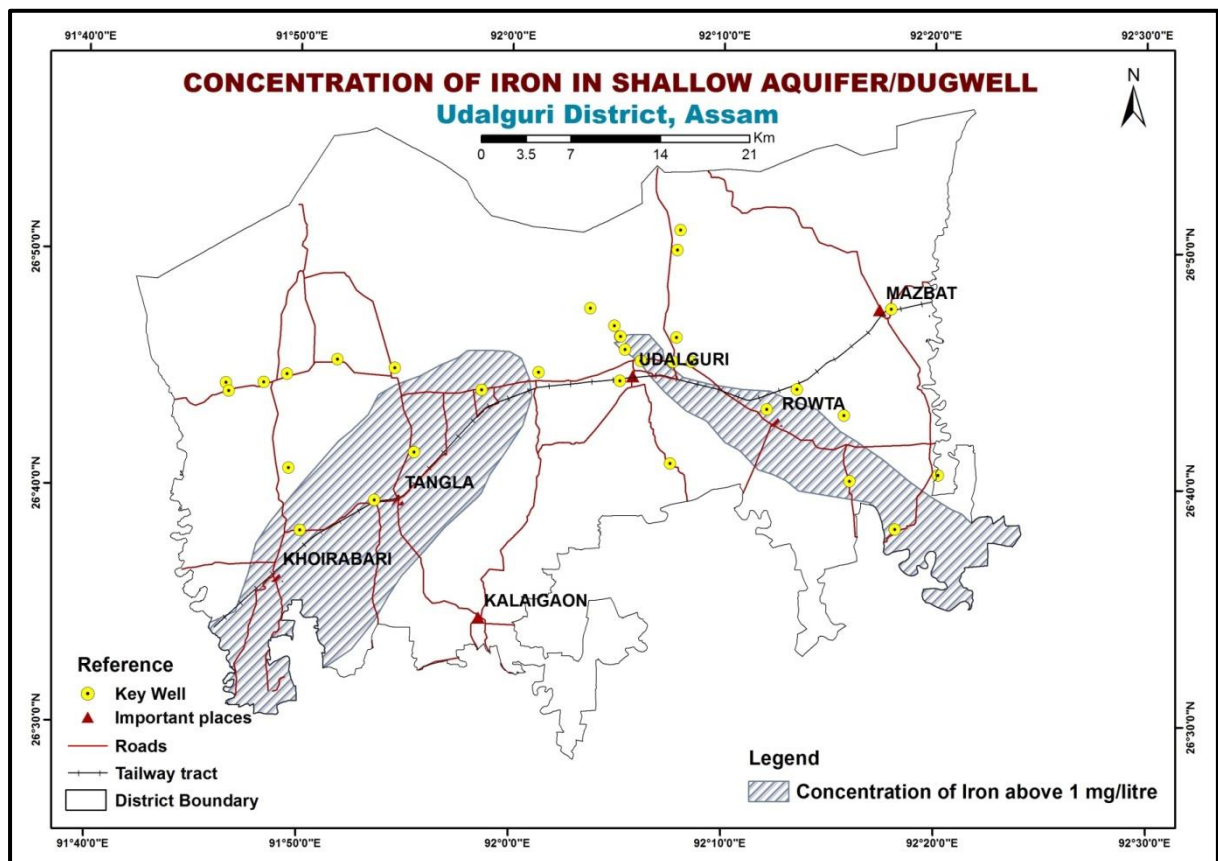 91°40'0"E 91°50'0"E 92°0'0"E 92°10'0"E 92°20'0"E 92°30'0"E
CONCENTRATION OF IRON IN SHALLOW AQUIFER/DUGWELL
Udalguri District, Assam
N
Km
0 3.5 7 14 21
26°50'0"N 26°50'0"N
MAZBAT
UDALGURI
ROWTA
26°40'0"N 26°40'0"N
TANGLA
KHOIRABARI
KALAIGAON
26°30'0"N 26°30'0"N
Reference
Key Well
Important places
Roads
Tailway tract
District Boundary
Legend
Concentration of Iron above 1 mg/litre
91°40'0"E 91°50'0"E 92°0'0"E 92°10'0"E 92°20'0"E 92°30'0"E